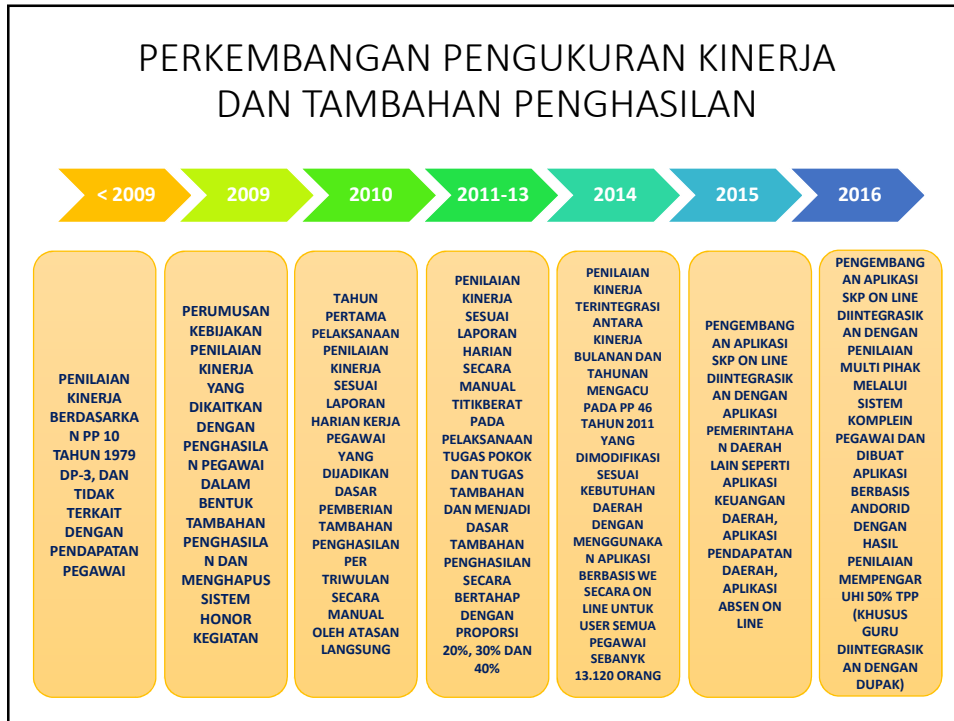 PERKEMBANGAN PENGUKURAN KINERJA
DAN TAMBAHAN PENGHASILAN
< 2009
2009
2010
2011-13
2014
2015
2016
PENILAIAN
KINERJA
BERDASARKA
N PP 10
TAHUN 1979
DP-3, DAN
TIDAK
TERKAIT
DENGAN
PENDAPATAN
PEGAWAI
PERUMUSAN
KEBIJAKAN
PENILAIAN
KINERJA
YANG
DIKAITKAN
DENGAN
PENGHASILA
N PEGAWAI
DALAM
BENTUK
TAMBAHAN
PENGHASILA
N DAN
MENGHAPUS
SISTEM
HONOR
KEGIATAN
TAHUN
PERTAMA
PELAKSANAAN
PENILAIAN
KINERJA
SESUAI
LAPORAN
HARIAN KERJA
PEGAWAI
YANG
DIJADIKAN
DASAR
PEMBERIAN
TAMBAHAN
PENGHASILAN
PER
TRIWULAN
SECARA
MANUAL
OLEH ATASAN
LANGSUNG
PENILAIAN
KINERJA
SESUAI
LAPORAN
HARIAN
SECARA
MANUAL
TITIKBERAT
PADA
PELAKSANAAN
TUGAS POKOK
DAN TUGAS
TAMBAHAN
DAN MENJADI
DASAR
TAMBAHAN
PENGHASILAN
SECARA
BERTAHAP
DENGAN
PROPORSI
20%, 30% DAN
40%
PENILAIAN
KINERJA
TERINTEGRASI
ANTARA
KINERJA
BULANAN DAN
TAHUNAN
MENGACU
PADA PP 46
TAHUN 2011
YANG
DIMODIFIKASI
SESUAI
KEBUTUHAN
DAERAH
DENGAN
MENGGUNAKA
N APLIKASI
BERBASIS WE
SECARA ON
LINE UNTUK
USER SEMUA
PEGAWAI
SEBANYK
13.120 ORANG
PENGEMBANG
AN APLIKASI
SKP ON LINE
DIINTEGRASIK
AN DENGAN
APLIKASI
PEMERINTAHA
N DAERAH
LAIN SEPERTI
APLIKASI
KEUANGAN
DAERAH,
APLIKASI
PENDAPATAN
DAERAH,
APLIKASI
ABSEN ON
LINE
PENGEMBANG
AN APLIKASI
SKP ON LINE
DIINTEGRASIK
AN DENGAN
PENILAIAN
MULTI PIHAK
MELALUI
SISTEM
KOMPLEIN
PEGAWAI DAN
DIBUAT
APLIKASI
BERBASIS
ANDORID
DENGAN
HASIL
PENILAIAN
MEMPENGAR
UHI 50% TPP
(KHUSUS
GURU
DIINTEGRASIK
AN DENGAN
DUPAK)